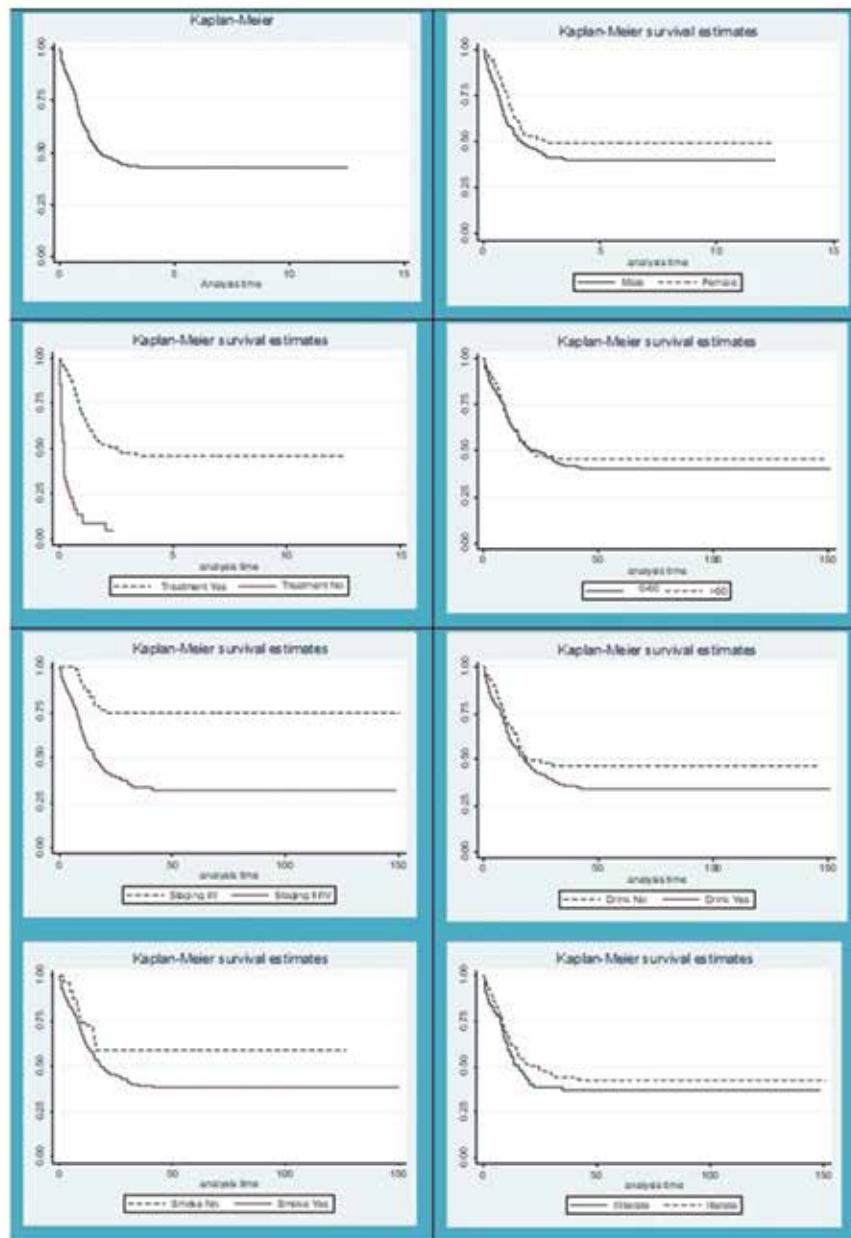 Kaplan-Meier
1.00
0.75
0.50
0.25
0.00
0 5 10 15
Analysis time
Kaplan-Meier survival estimates
1.00
0.75
0.50
0.25
0.00
0 5 10 15
analysis time
Male Female
Kaplan-Meier survival estimates
1.00
0.75
0.50
0.25
0.00
0 5 10 15
analysis time
Treatment Yes Treatment No
Kaplan-Meier survival estimates
1.00
0.75
0.50
0.25
0.00
0 50 100 150
analysis time
Kaplan-Meier survival estimates
1.00
0.75
0.50
0.25
0.00
0 50 100 150
analysis time
Staging Staging
Kaplan-Meier survival estimates
1.00
0.75
0.50
0.25
0.00
0 50 100 150
analysis time
Drink No Drink Yes
Kaplan-Meier survival estimates
1.00
0.75
0.50
0.25
0.00
0 50 100 150
analysis time
Smoke No Smoke Yes
Kaplan-Meier survival estimates
1.00
0.75
0.50
0.25
0.00
0 50 100 150
analysis time